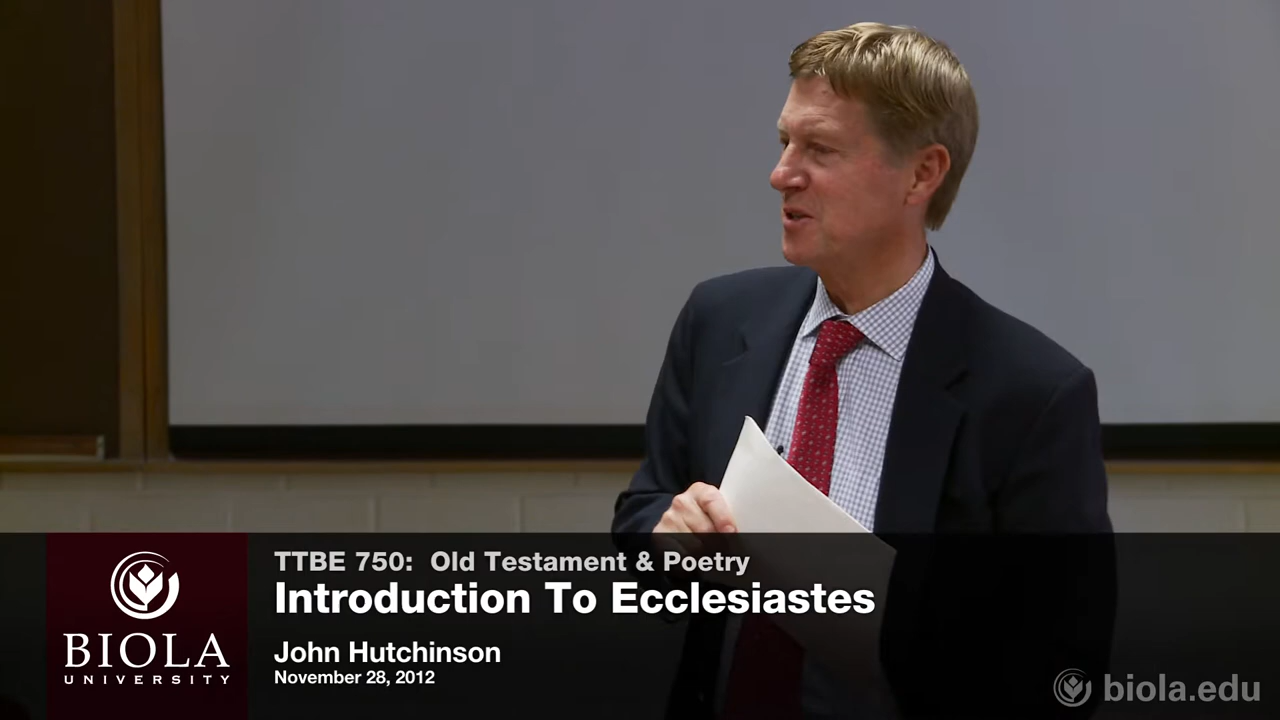 TTBE 750: Old Testament & Poetry
Introduction To Ecclesiastes
BIOLA
UNIVERSITY
John Hutchinson
November 28, 2012
biola.edu